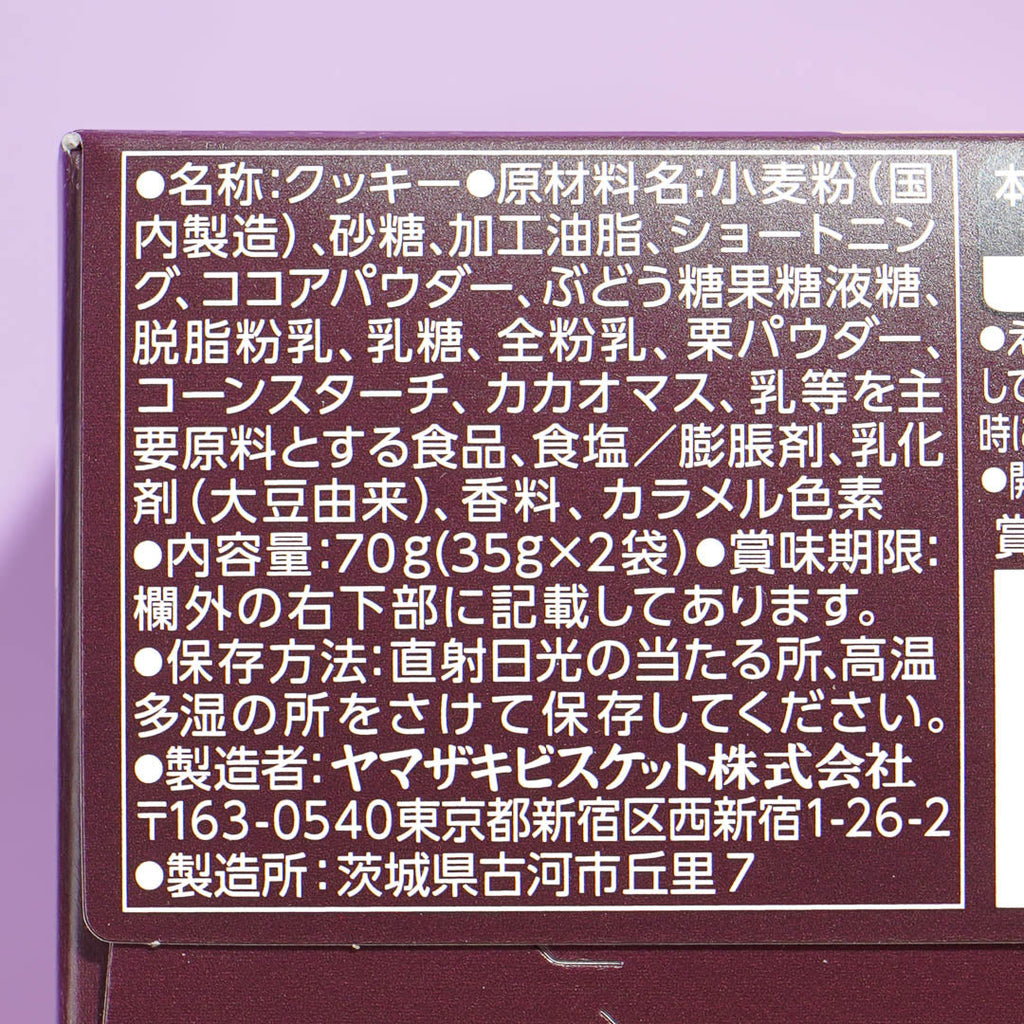 ●名称:クッキー●原材料名:小麦粉(国
内製造)、砂糖、加工油脂、ショートニン
グ、ココアパウダー、ぶどう糖果糖液糖、
脱脂粉乳、乳糖、全粉乳、栗パウダー、
コーンスターチ、カカオマス、乳等を主
要原料とする食品、食塩/膨脹剤、乳化
剤(大豆由来)、香料、カラメル色素
●内容量:70g(35g×2袋)●賞味期限:
欄外の右下部に記載してあります。
●保存方法:直射日光の当たる所、高温
多湿の所をさけて保存してください。
●製造者:ヤマザキビスケット株式会社
〒163-0540東京都新宿区西新宿1-26-2
●製造所:茨城県古河市丘里7
本
して
時に
賞